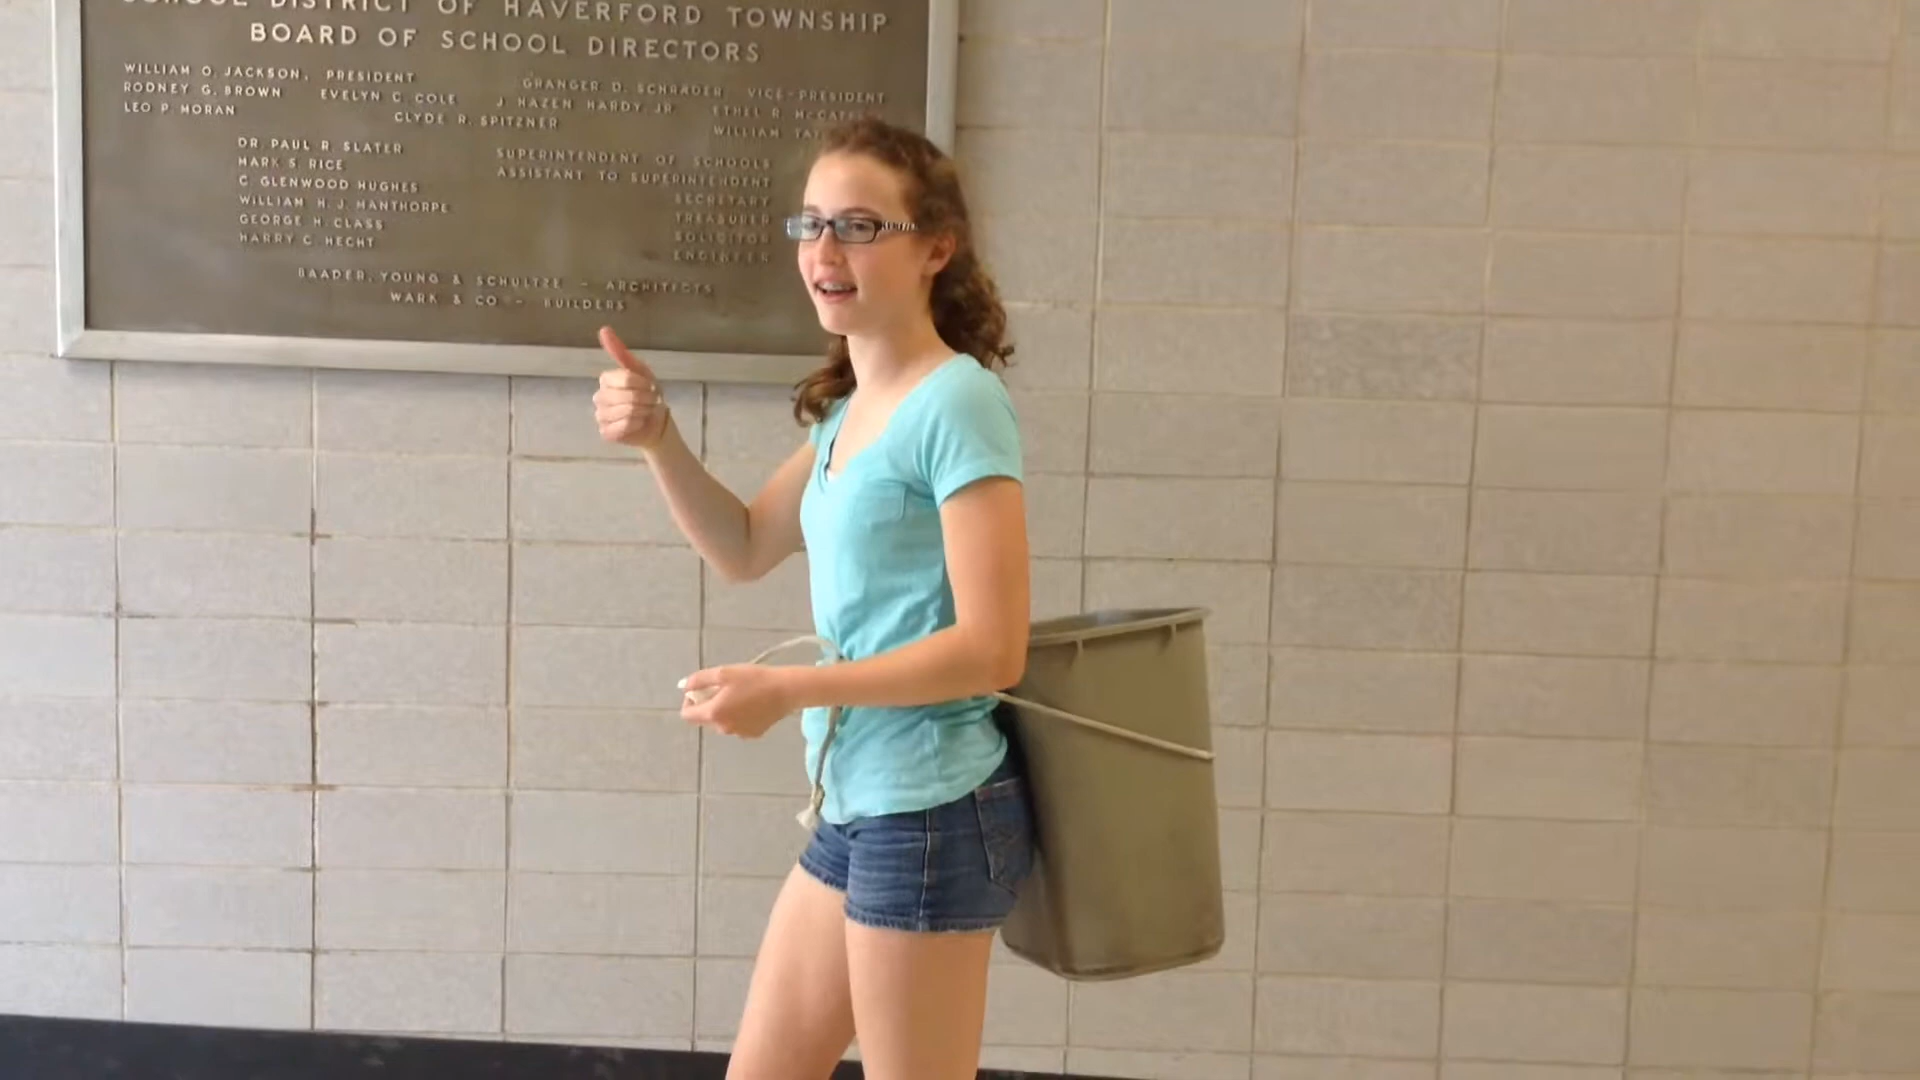 SCHOOL DISTRICT OF HAVERFORD TOWNSHIP
BOARD OF SCHOOL DIRECTORS
WILLIAM O. JACKSON, PRESIDENT GRANGER D. SCHRADER, VICE-PRESIDENT
RODNEY G. BROWN EVELYN C. COLE J. HAZEN HARDY, JR. ETHEL R.
LEO P. MORAN CLYDE R. SPITZNER WILLIAM
DR. PAUL R. SLATER SUPERINTENDENT OF SCHOOLS
MARK S. RICE ASSISTANT TO SUPERINTENDENT
C. GLENWOOD HUGHES SECRETARY
WILLIAM H. J. MANTHORPE TREASURER
GEORGE H. CLASS SOLICITOR
HARRY C. HECHT ENGINEER
BAADER, YOUNG & SCHULTZE - ARCHITECTS
WARK & CO - BUILDERS